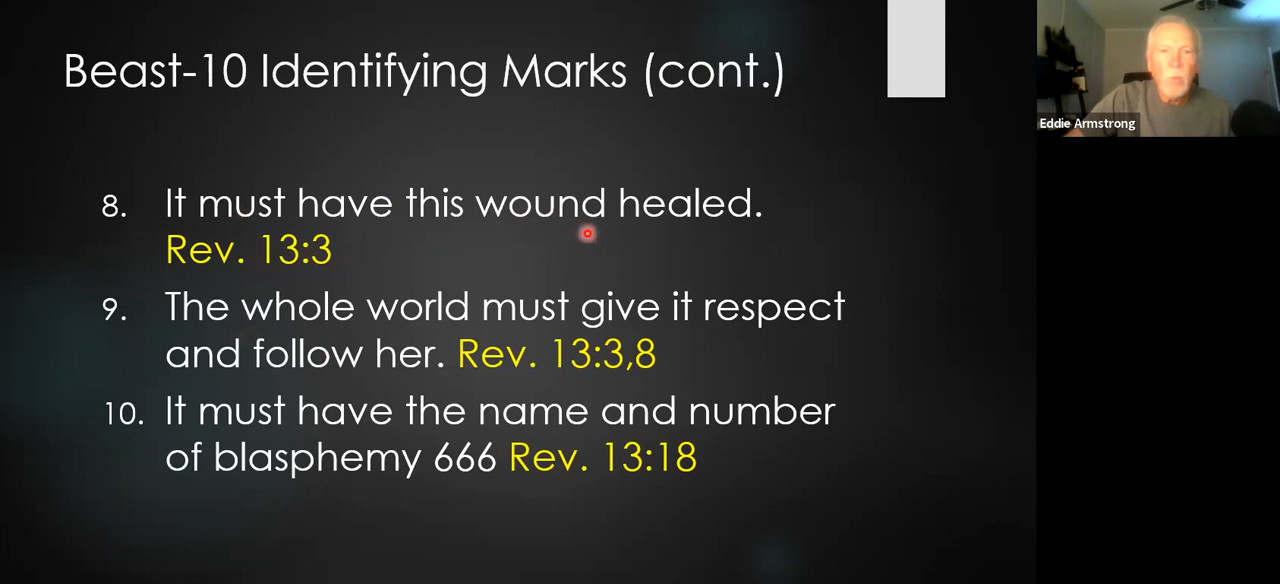 Beast-10 Identifying Marks (cont.)
8. It must have this wound healed.
Rev. 13:3
9. The whole world must give it respect
and follow her. Rev. 13:3,8
10. It must have the name and number
of blasphemy 666 Rev. 13:18
Eddie Armstrong